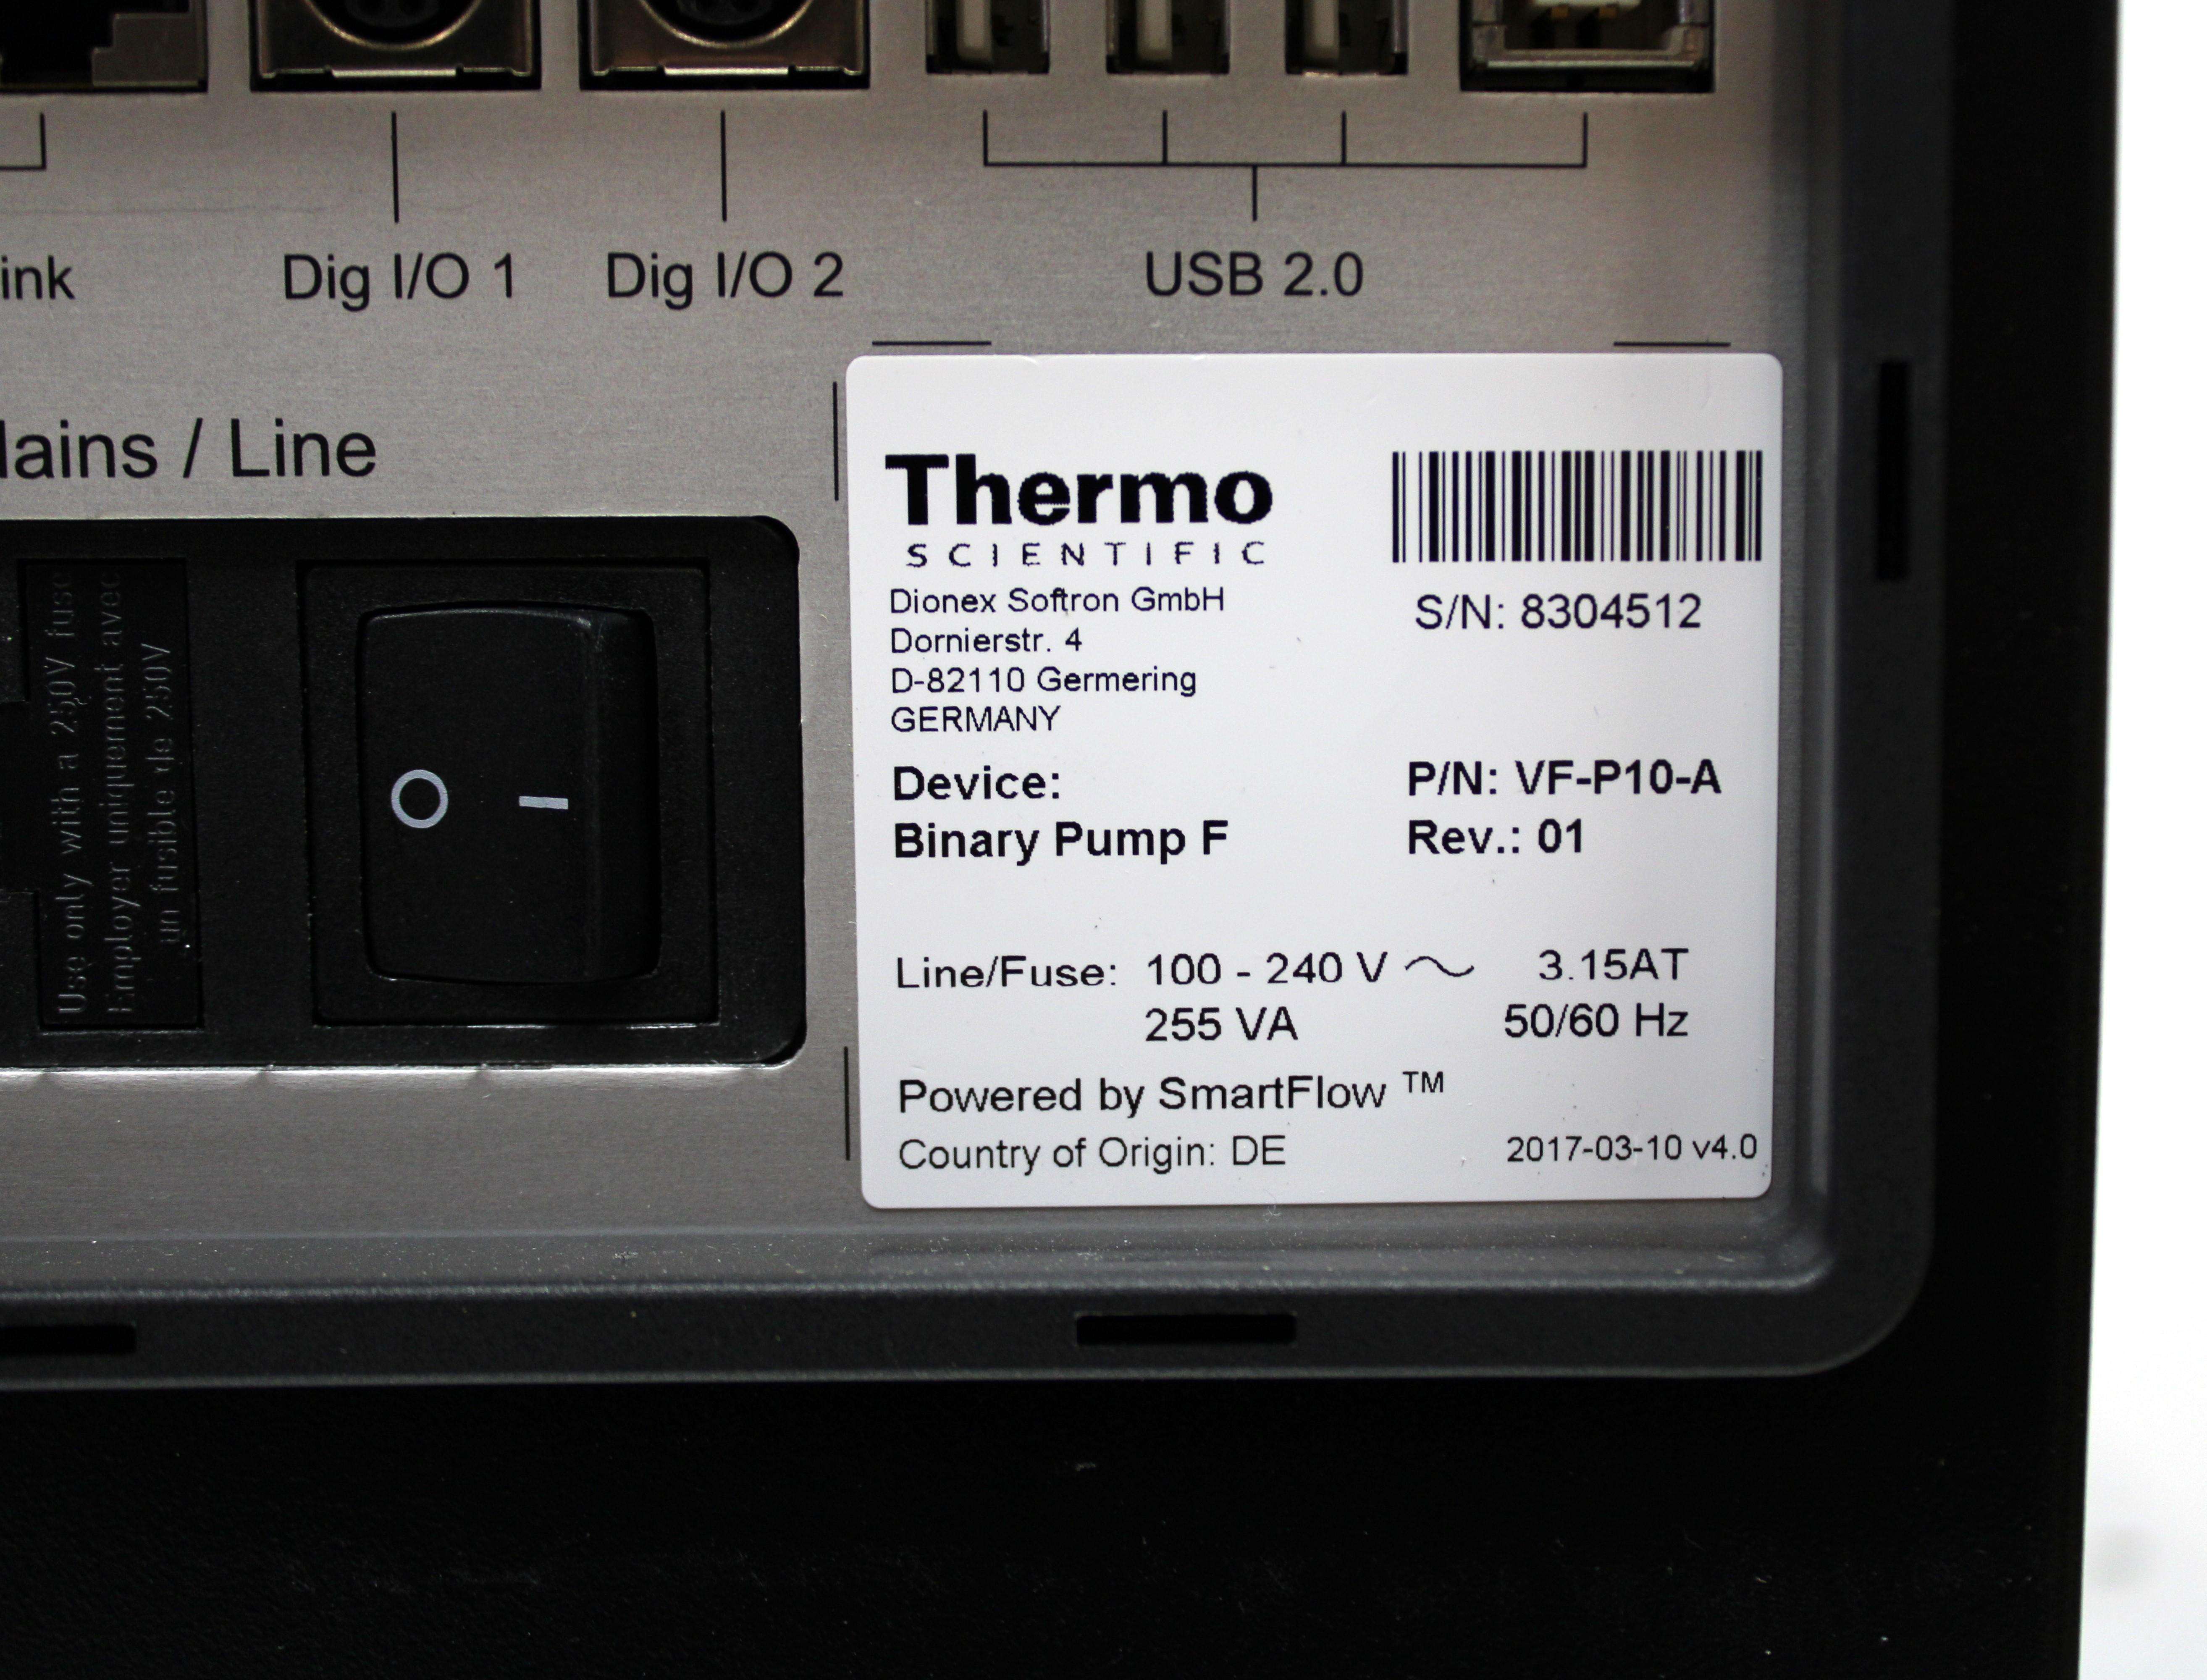 ink
Dig I/O 1
Dig I/O 2
USB 2.0
ains / Line
Use only with a 250V fuse
Employer uniquement avec
un fusible de 250V
O I
Thermo
SCIENTIFIC
Dionex Softron GmbH
Dornierstr. 4
D-82110 Germering
GERMANY
S/N: 8304512
Device:
Binary Pump F
P/N: VF-P10-A
Rev.: 01
Line/Fuse: 100 - 240 V ~ 3.15AT
255 VA 50/60 Hz
Powered by SmartFlow ™
Country of Origin: DE
2017-03-10 v4.0